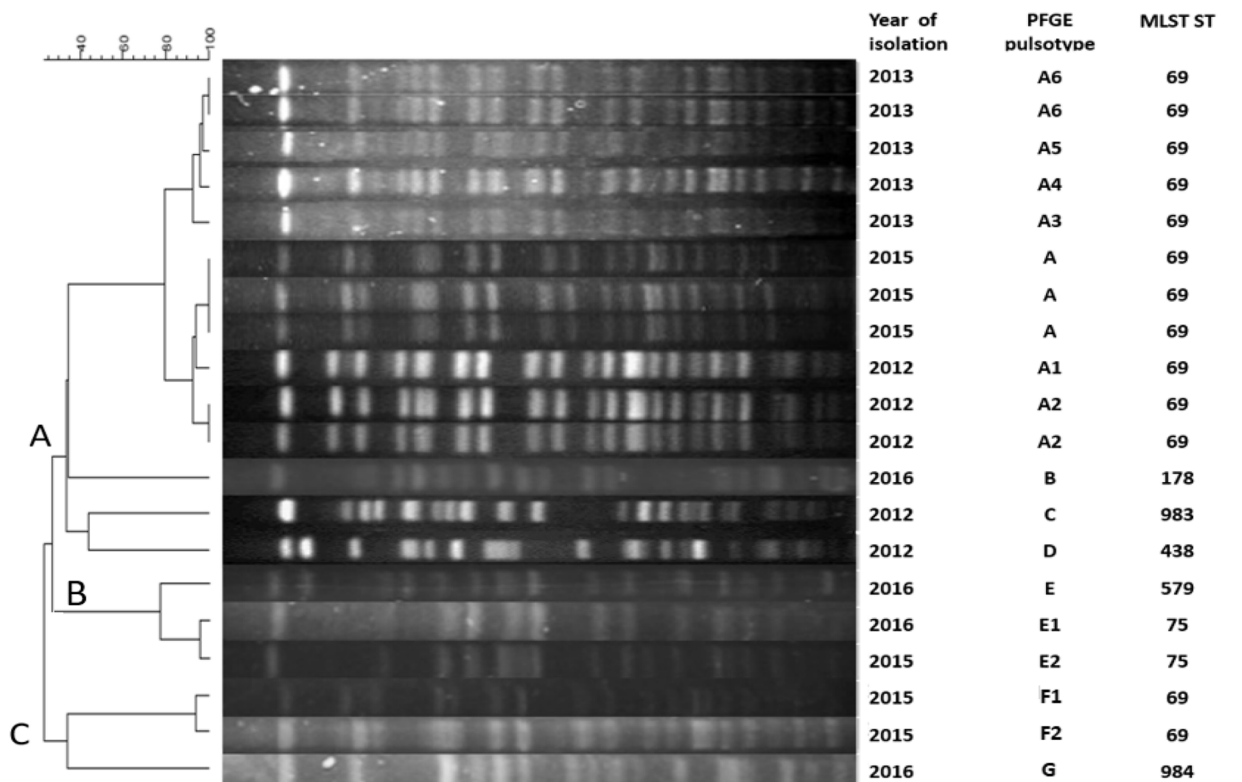 Year of PFGE MLST ST
isolation pulsotype
40 60 80 100
2013 A6 69
2013 A6 69
2013 A5 69
2013 A4 69
2013 A3 69
2015 A 69
2015 A 69
2015 A 69
2012 A1 69
2012 A2 69
A
2012 A2 69
2016 B 178
2012 C 983
2012 D 438
2016 E 579
B
2016 E1 75
2015 E2 75
2015 F1 69
2015 F2 69
C
2016 G 984